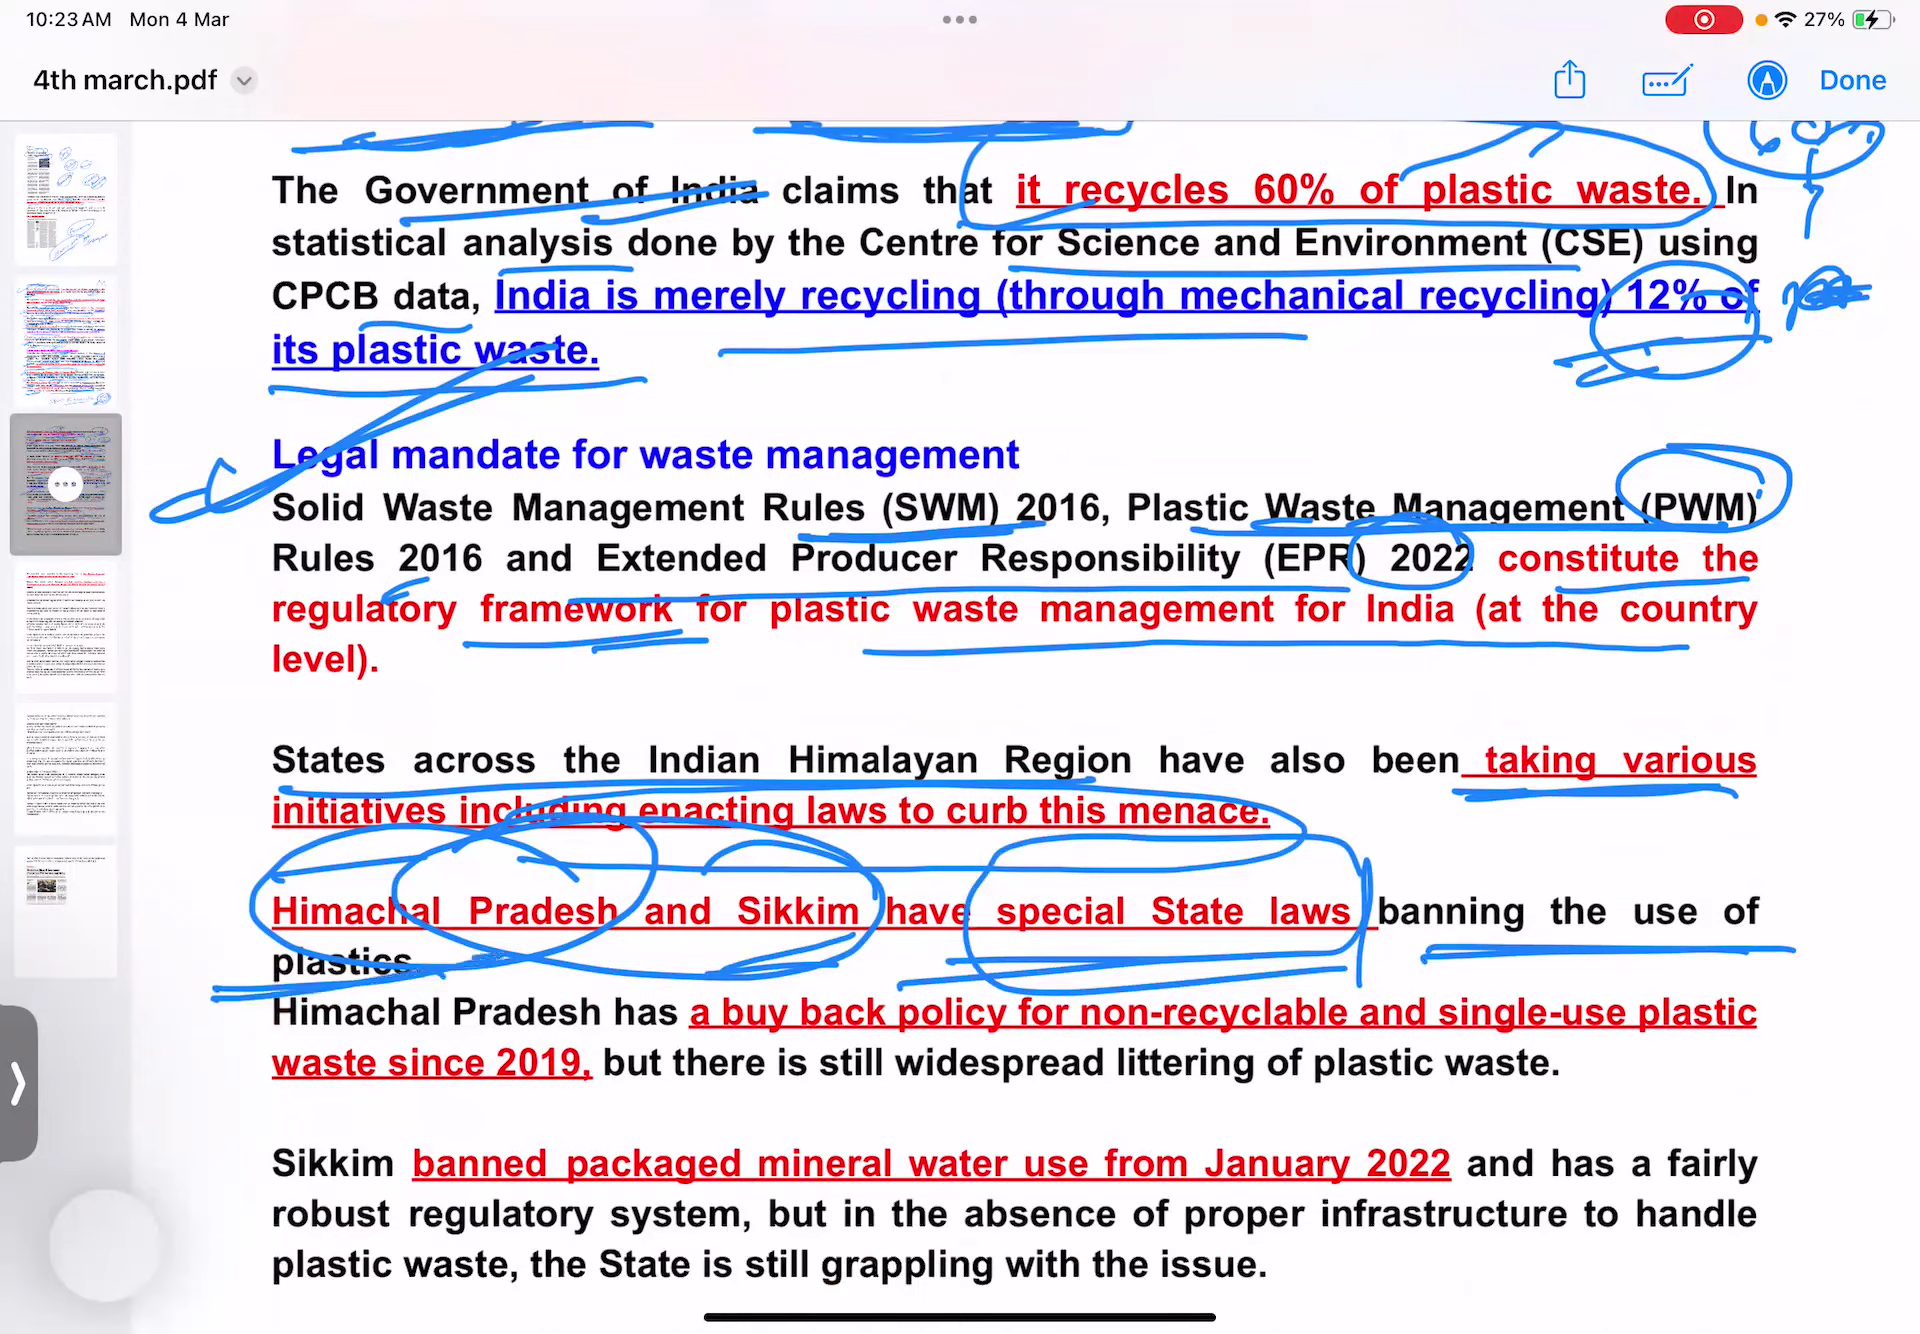 10:23 AM Mon 4 Mar
27%
4th march.pdf
Done
The Government of India claims that it recycles 60% of plastic waste. In
statistical analysis done by the Centre for Science and Environment (CSE) using
CPCB data, India is merely recycling (through mechanical recycling) 12% of
its plastic waste.
Legal mandate for waste management
Solid Waste Management Rules (SWM) 2016, Plastic Waste Management (PWM)
Rules 2016 and Extended Producer Responsibility (EPR) 2022 constitute the
regulatory framework for plastic waste management for India (at the country
level).
States across the Indian Himalayan Region have also been taking various
initiatives including enacting laws to curb this menace.
Himachal Pradesh and Sikkim have special State laws banning the use of
plastics.
Himachal Pradesh has a buy back policy for non-recyclable and single-use plastic
waste since 2019, but there is still widespread littering of plastic waste.
Sikkim banned packaged mineral water use from January 2022 and has a fairly
robust regulatory system, but in the absence of proper infrastructure to handle
plastic waste, the State is still grappling with the issue.